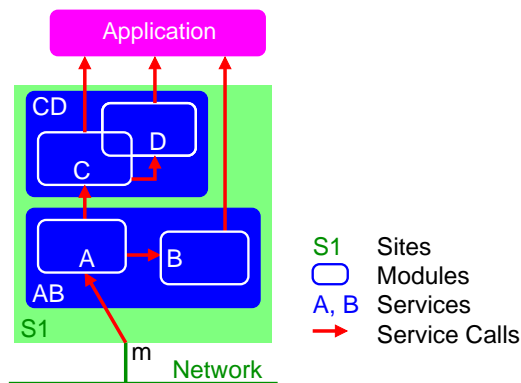 Application
CD
D
C
A
B
AB
S1
m
Network
S1 Sites
Modules
A, B Services
Service Calls